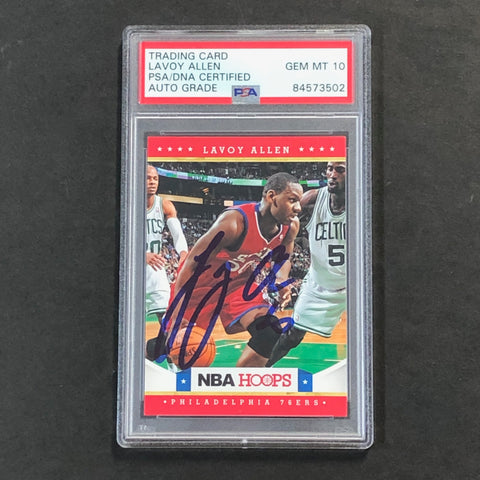 TRADING CARD
LAVOY ALLEN
PSA/DNA CERTIFIED
AUTO GRADE
GEM MT 10
PSA
84573502
LAVOY ALLEN
CELTICS
5
NBA HOOPS
PHILADELPHIA 76ERS